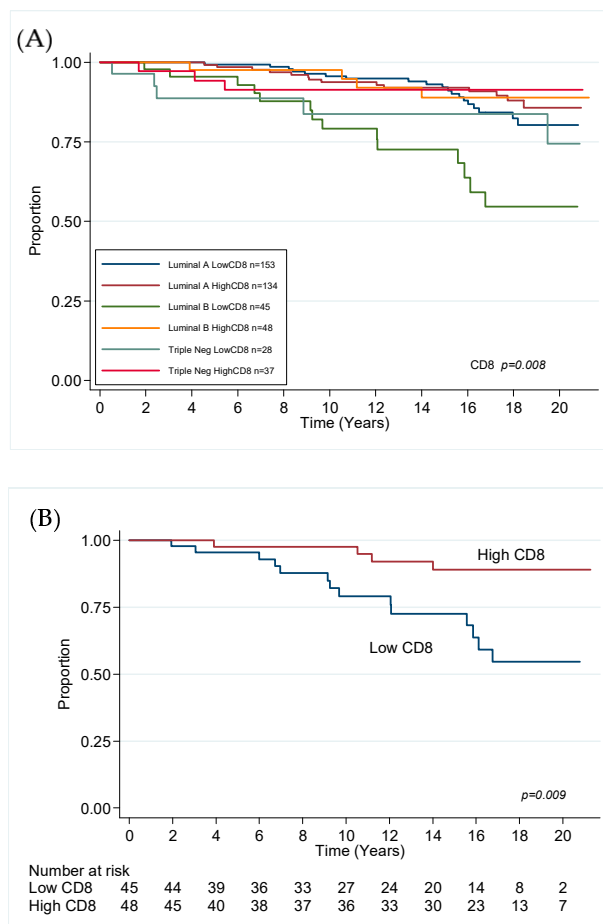 (A)
1.00
0.75
0.50
0.25
0.00
Proportion
Luminal A LowCD8 n=153
Luminal A HighCD8 n=134
Luminal B LowCD8 n=45
Luminal B HighCD8 n=48
Triple Neg LowCD8 n=28
Triple Neg HighCD8 n=37
CD8 p=0.008
0 2 4 6 8 10 12 14 16 18 20
Time (Years)
(B)
1.00
0.75
0.50
0.25
0.00
Proportion
High CD8
Low CD8
p=0.009
0 2 4 6 8 10 12 14 16 18 20
Time (Years)
Number at risk
Low CD8 45 44 39 36 33 27 24 20 14 8 2
High CD8 48 45 40 38 37 36 33 30 23 13 7